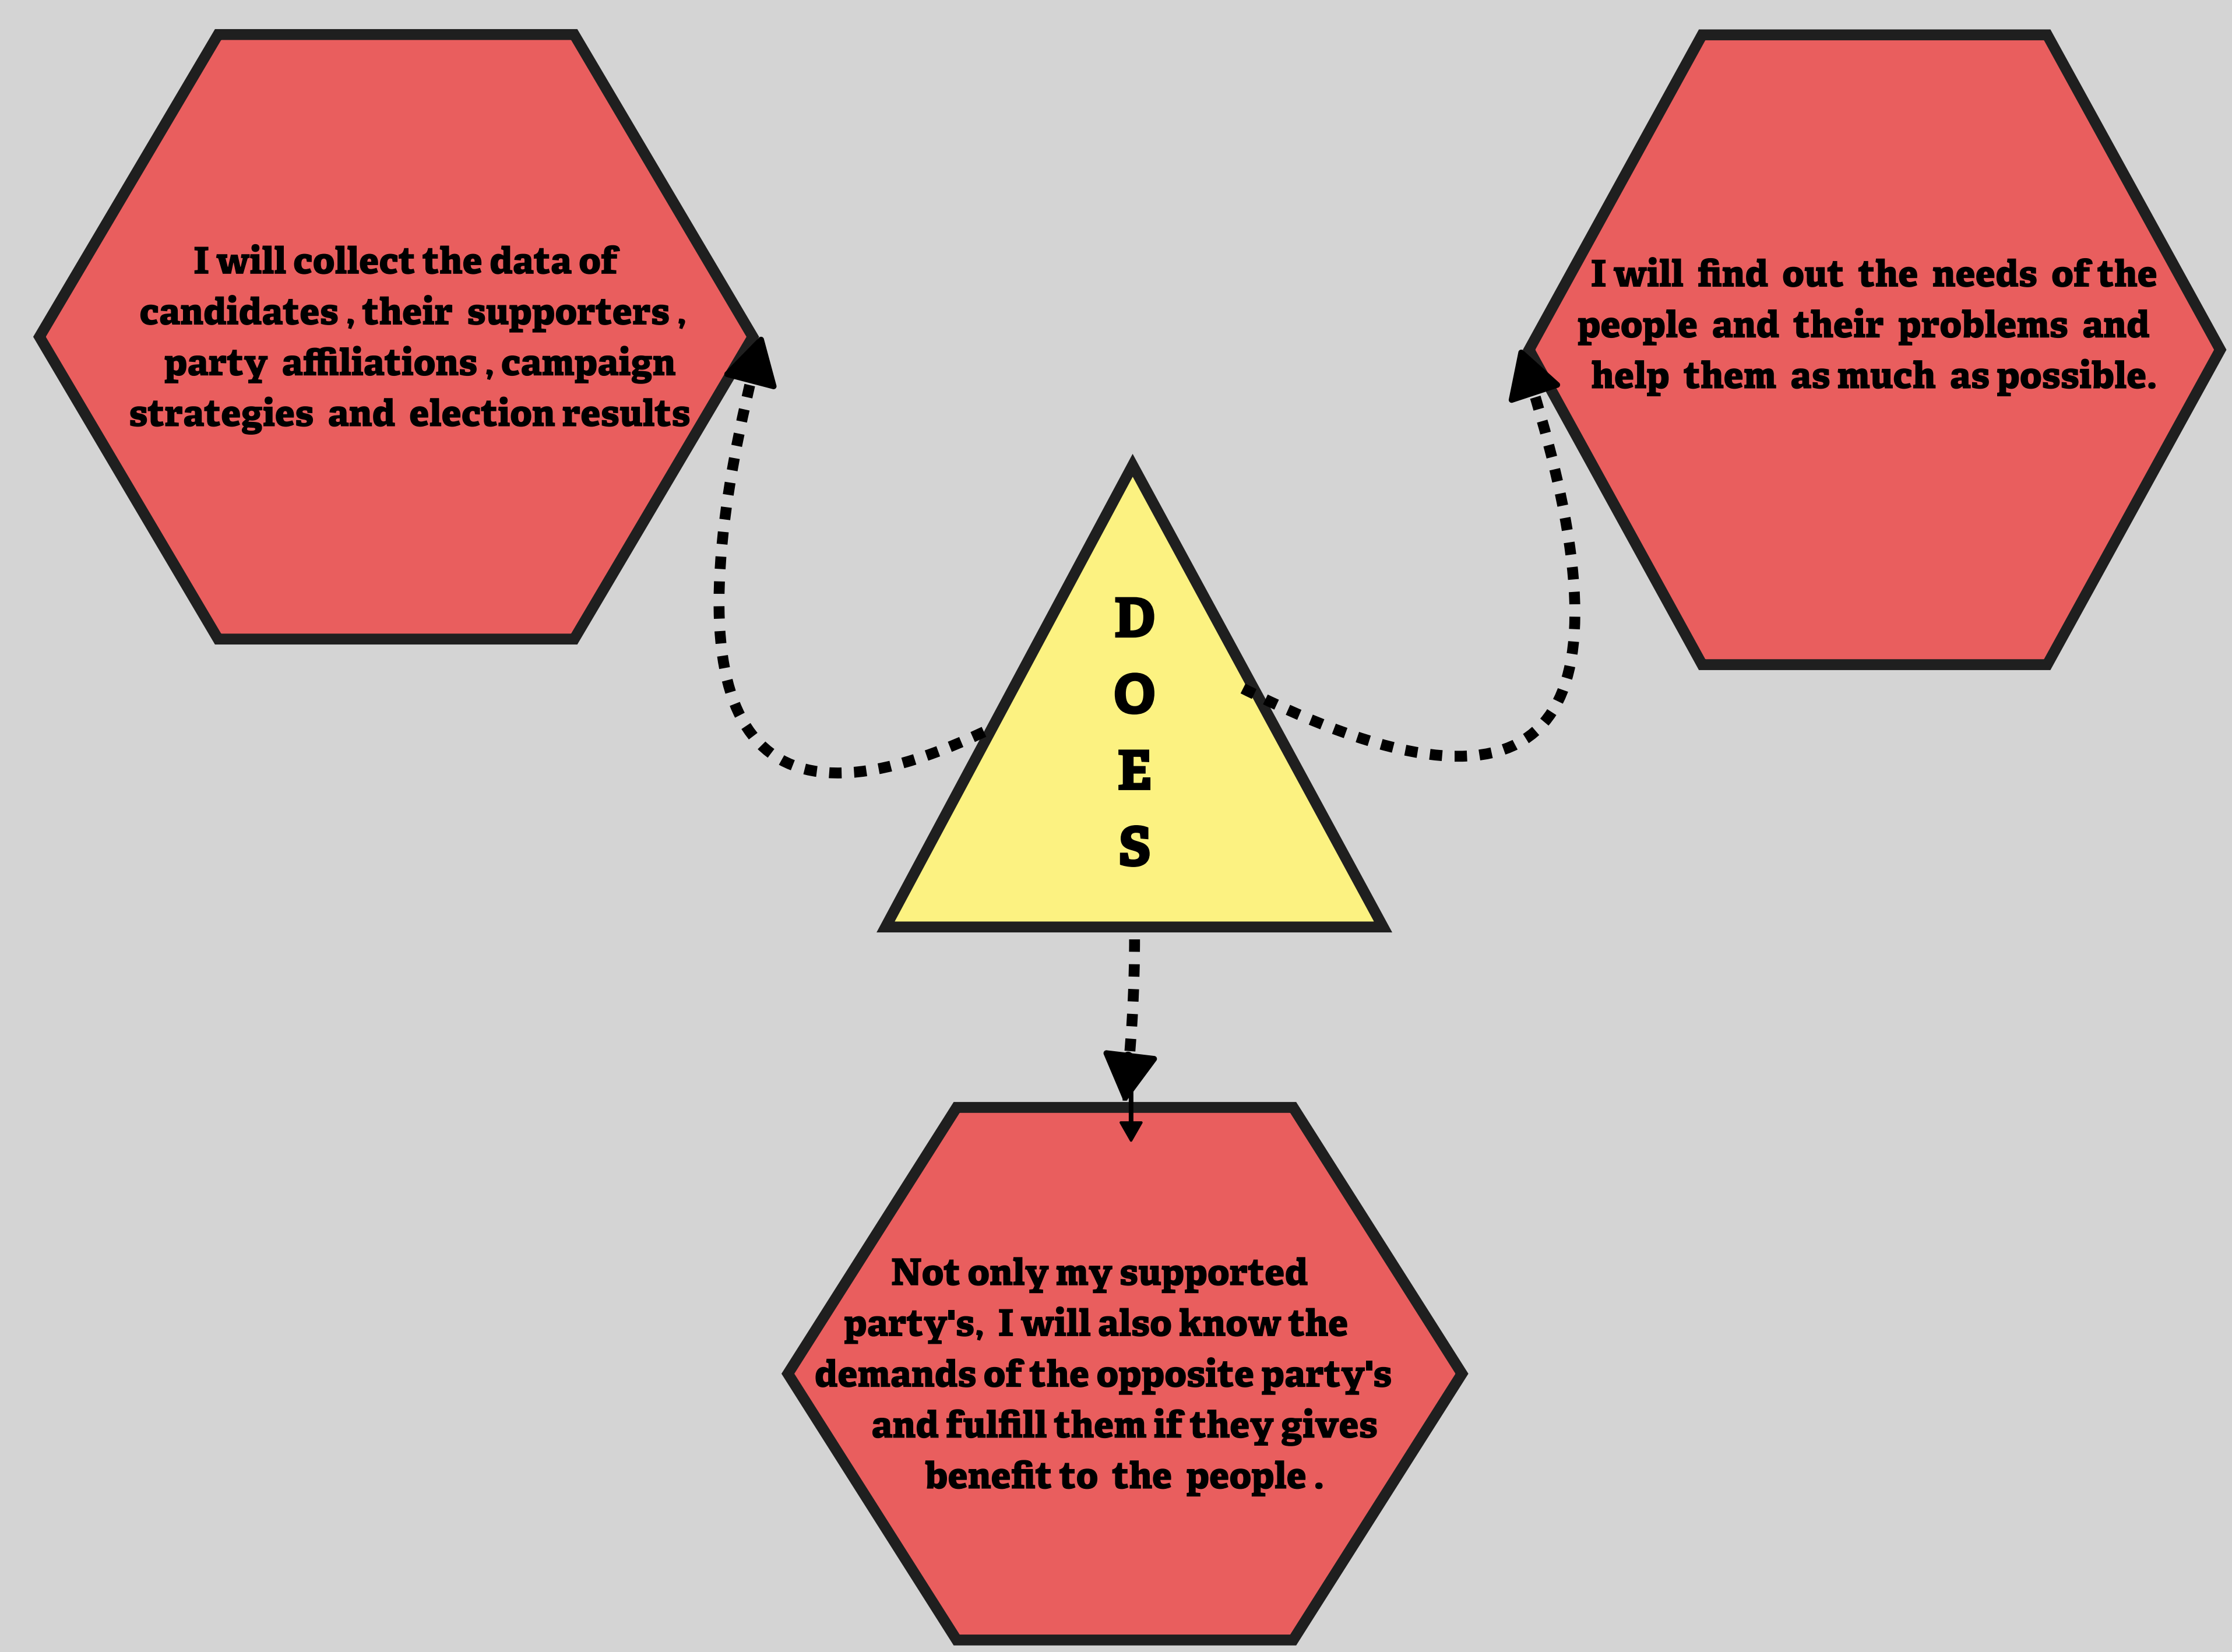 I will collect the data of
candidates , their supporters ,
party affiliations , campaign
strategies and election results
I will find out the needs of the
people and their problems and
help them as much as possible.
D
O
E
S
Not only my supported
party's, I will also know the
demands of the opposite party's
and fulfill them if they gives
benefit to the people .